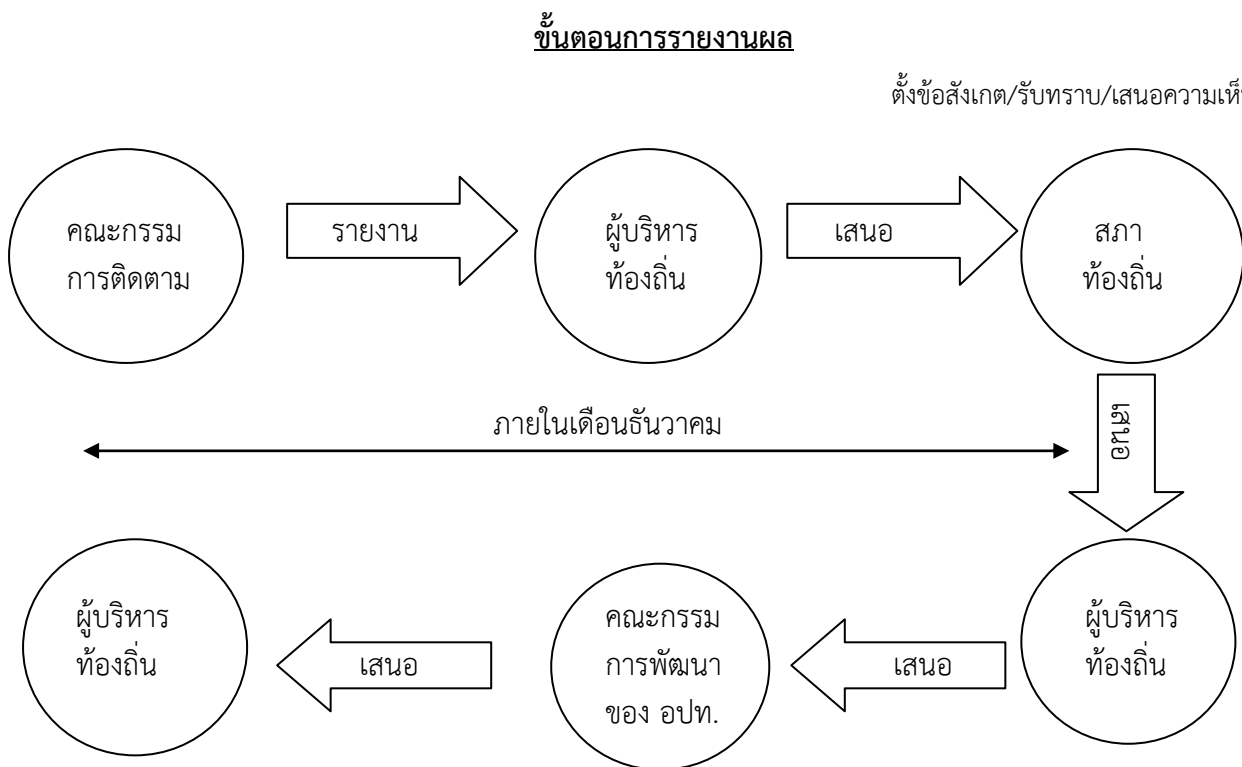 ขั้นตอนการรายงานผล
ตั้งข้อสังเกต/รับทราบ/เสนอความเห็
คณะกรรม
การติดตาม
รายงาน
ผู้บริหาร
ท้องถิ่น
เสนอ
สภา
ท้องถิ่น
ภายในเดือนธันวาคม
เสนอ
ผู้บริหาร
ท้องถิ่น
เสนอ
คณะกรรม
การพัฒนา
ของ อปท.
เสนอ
ผู้บริหาร
ท้องถิ่น